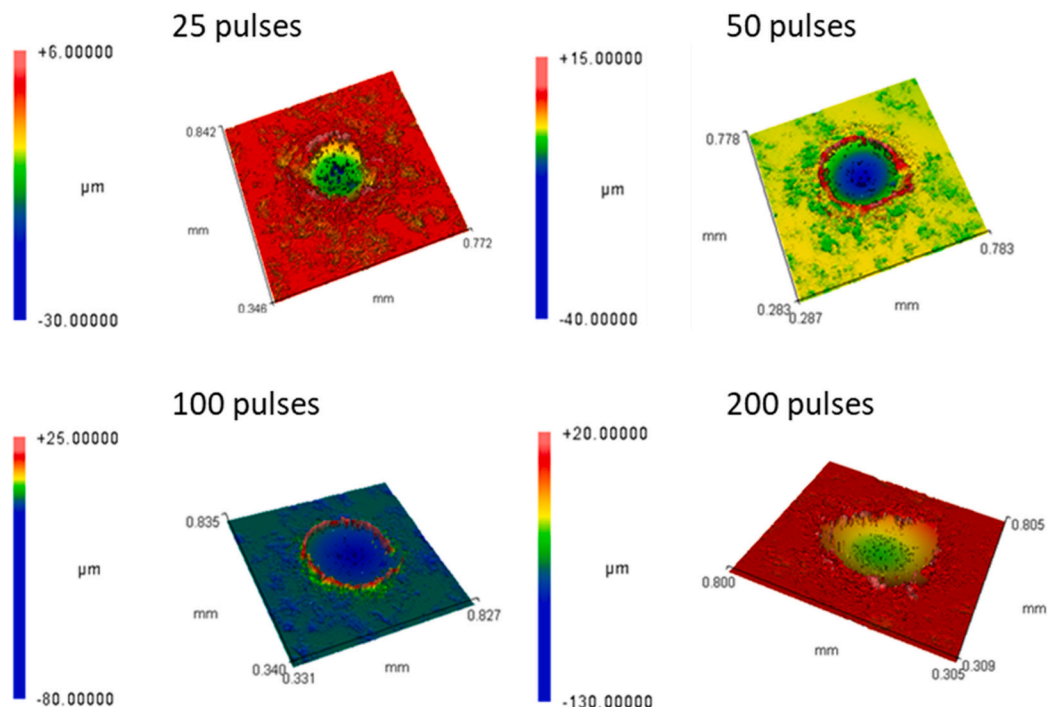 25 pulses
+6.00000
µm
-30.00000
0.842
mm
0.346
mm
0.772
50 pulses
+15.00000
µm
-40.00000
0.778
mm
0.283
0.287
mm
0.783
100 pulses
+25.00000
µm
-80.00000
0.835
mm
0.340
0.331
mm
0.827
200 pulses
+20.00000
µm
-130.00000
0.800
mm
0.305
0.309
mm
0.805